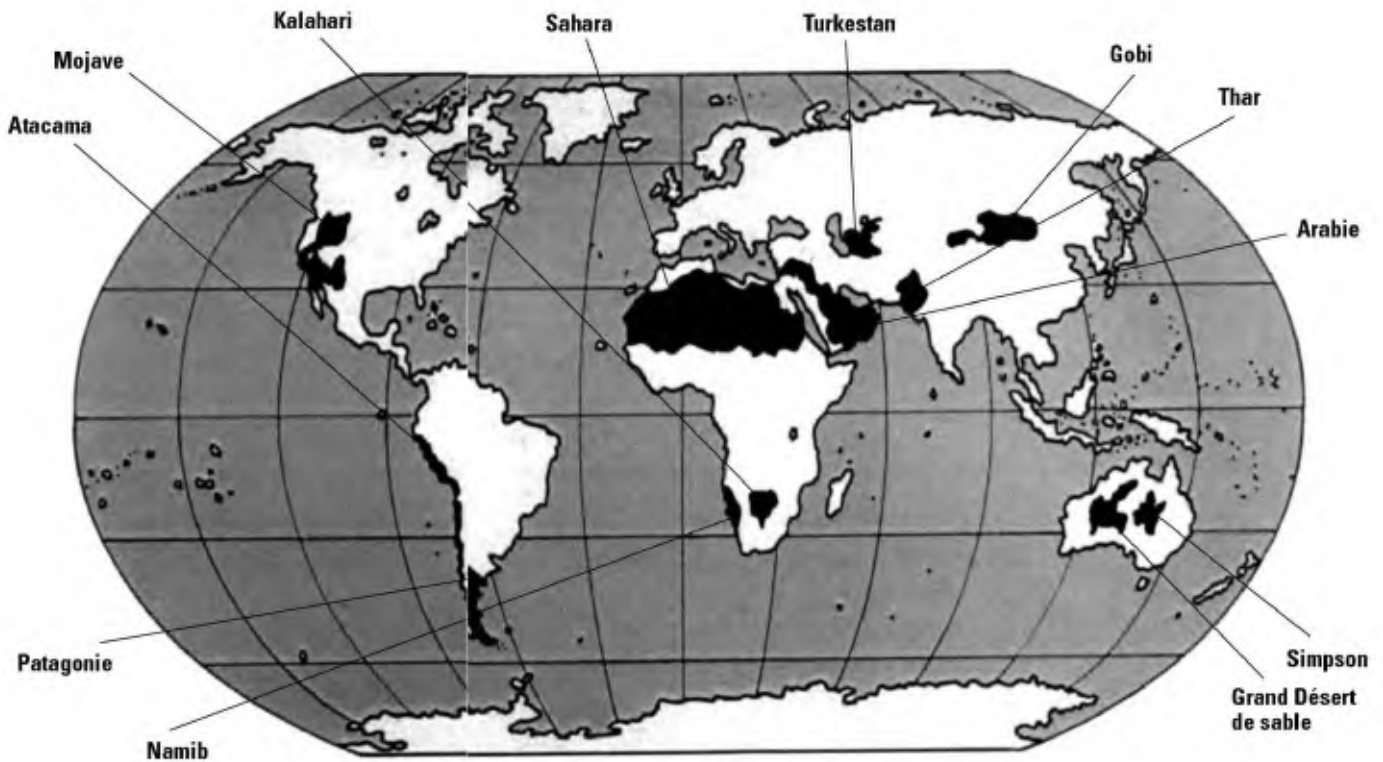 Kalahari
Sahara
Turkestan
Gobi
Mojave
Thar
Atacama
Arabie
Patagonie
Simpson
Grand Désert
de sable
Namib